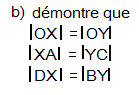 b) démontre que
|OX| = |OY|
|XA| = |YC|
|DX| = |BY|